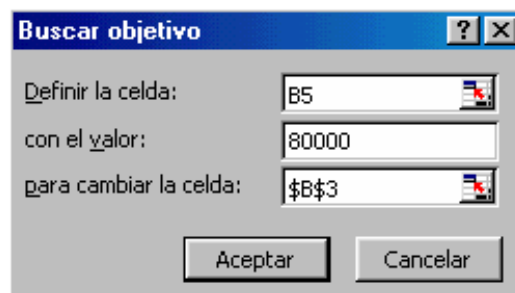 Buscar objetivo
Definir la celda: B5
con el valor: 80000
para cambiar la celda: $B$3
Aceptar Cancelar